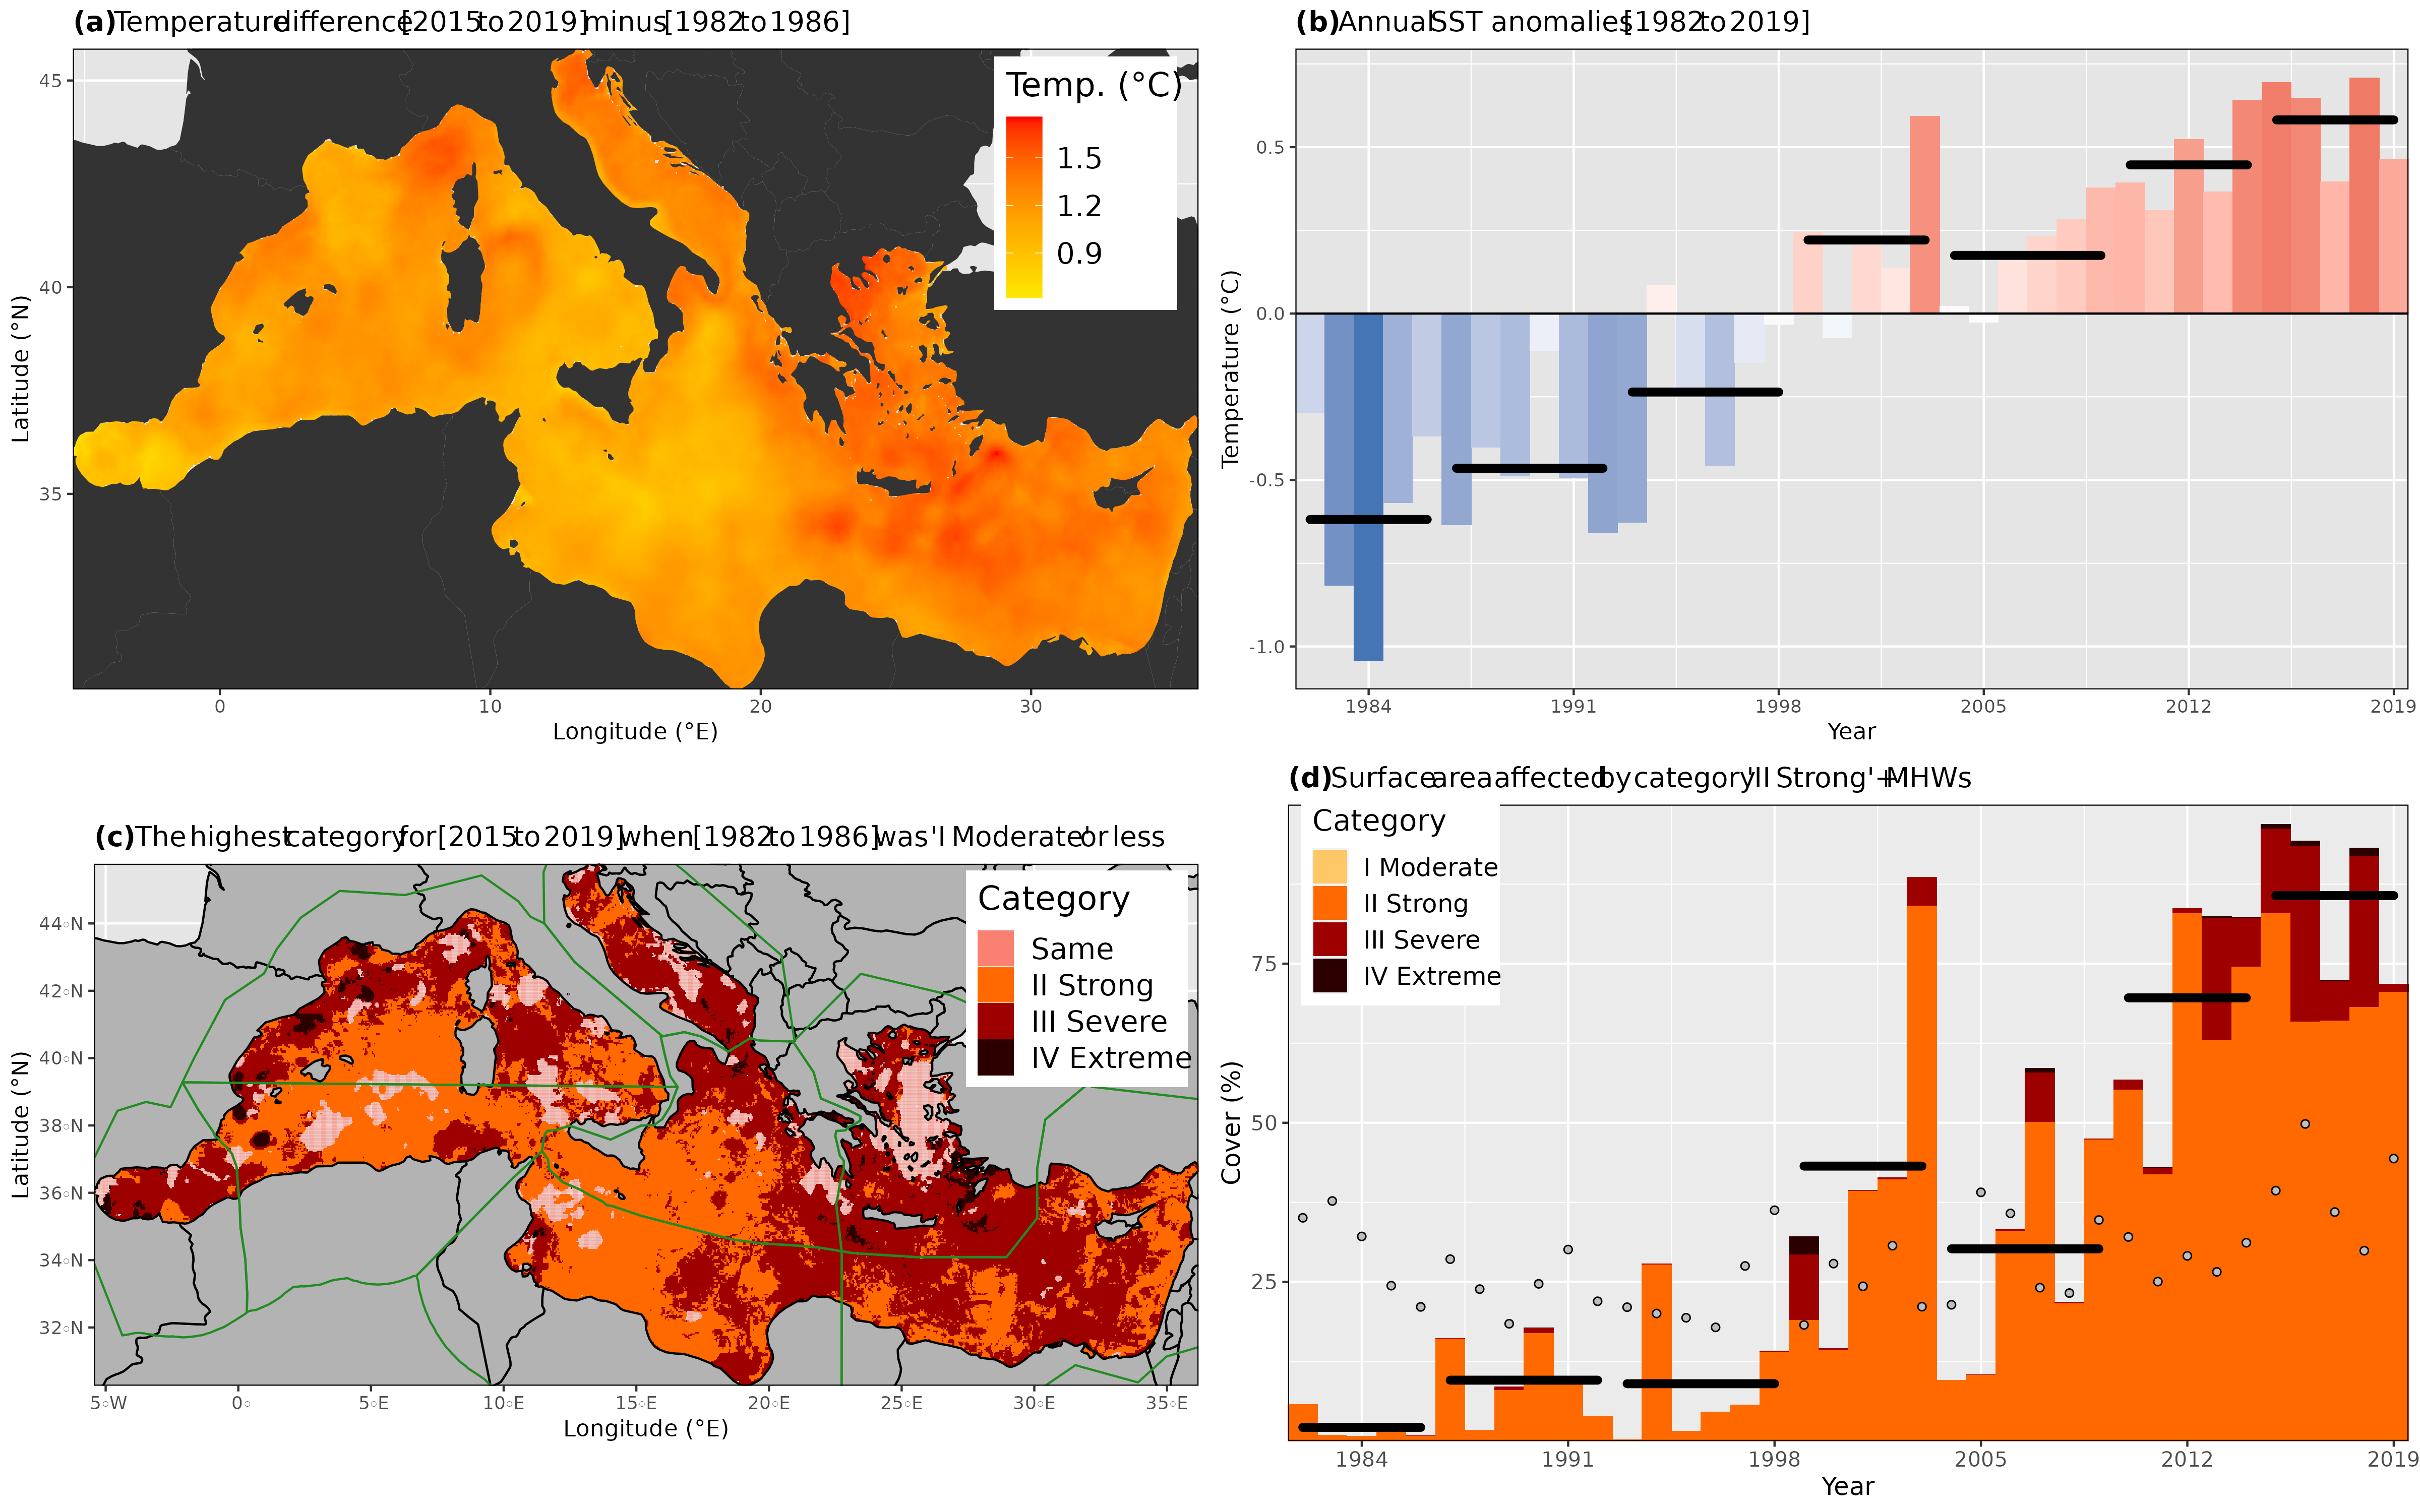 (a) Temperature difference [2015 to 2019] minus [1982 to 1986]
Temp. (°C)
1.5
1.2
0.9
45
40
35
Latitude (°N)
0 10 20 30
Longitude (°E)
(b) Annual SST anomalies [1982 to 2019]
0.5
0.0
-0.5
-1.0
Temperature (°C)
1984 1991 1998 2005 2012 2019
Year
(c) The highest category for [2015 to 2019] when [1982 to 1986] was 'I Moderate' or less
Category
Same
II Strong
III Severe
IV Extreme
44°N
42°N
40°N
38°N
36°N
34°N
32°N
Latitude (°N)
5°W 0° 5°E 10°E 15°E 20°E 25°E 30°E 35°E
Longitude (°E)
(d) Surface area affected by category 'II Strong' + MHWs
Category
I Moderate
II Strong
III Severe
IV Extreme
75
50
25
Cover (%)
1984 1991 1998 2005 2012 2019
Year